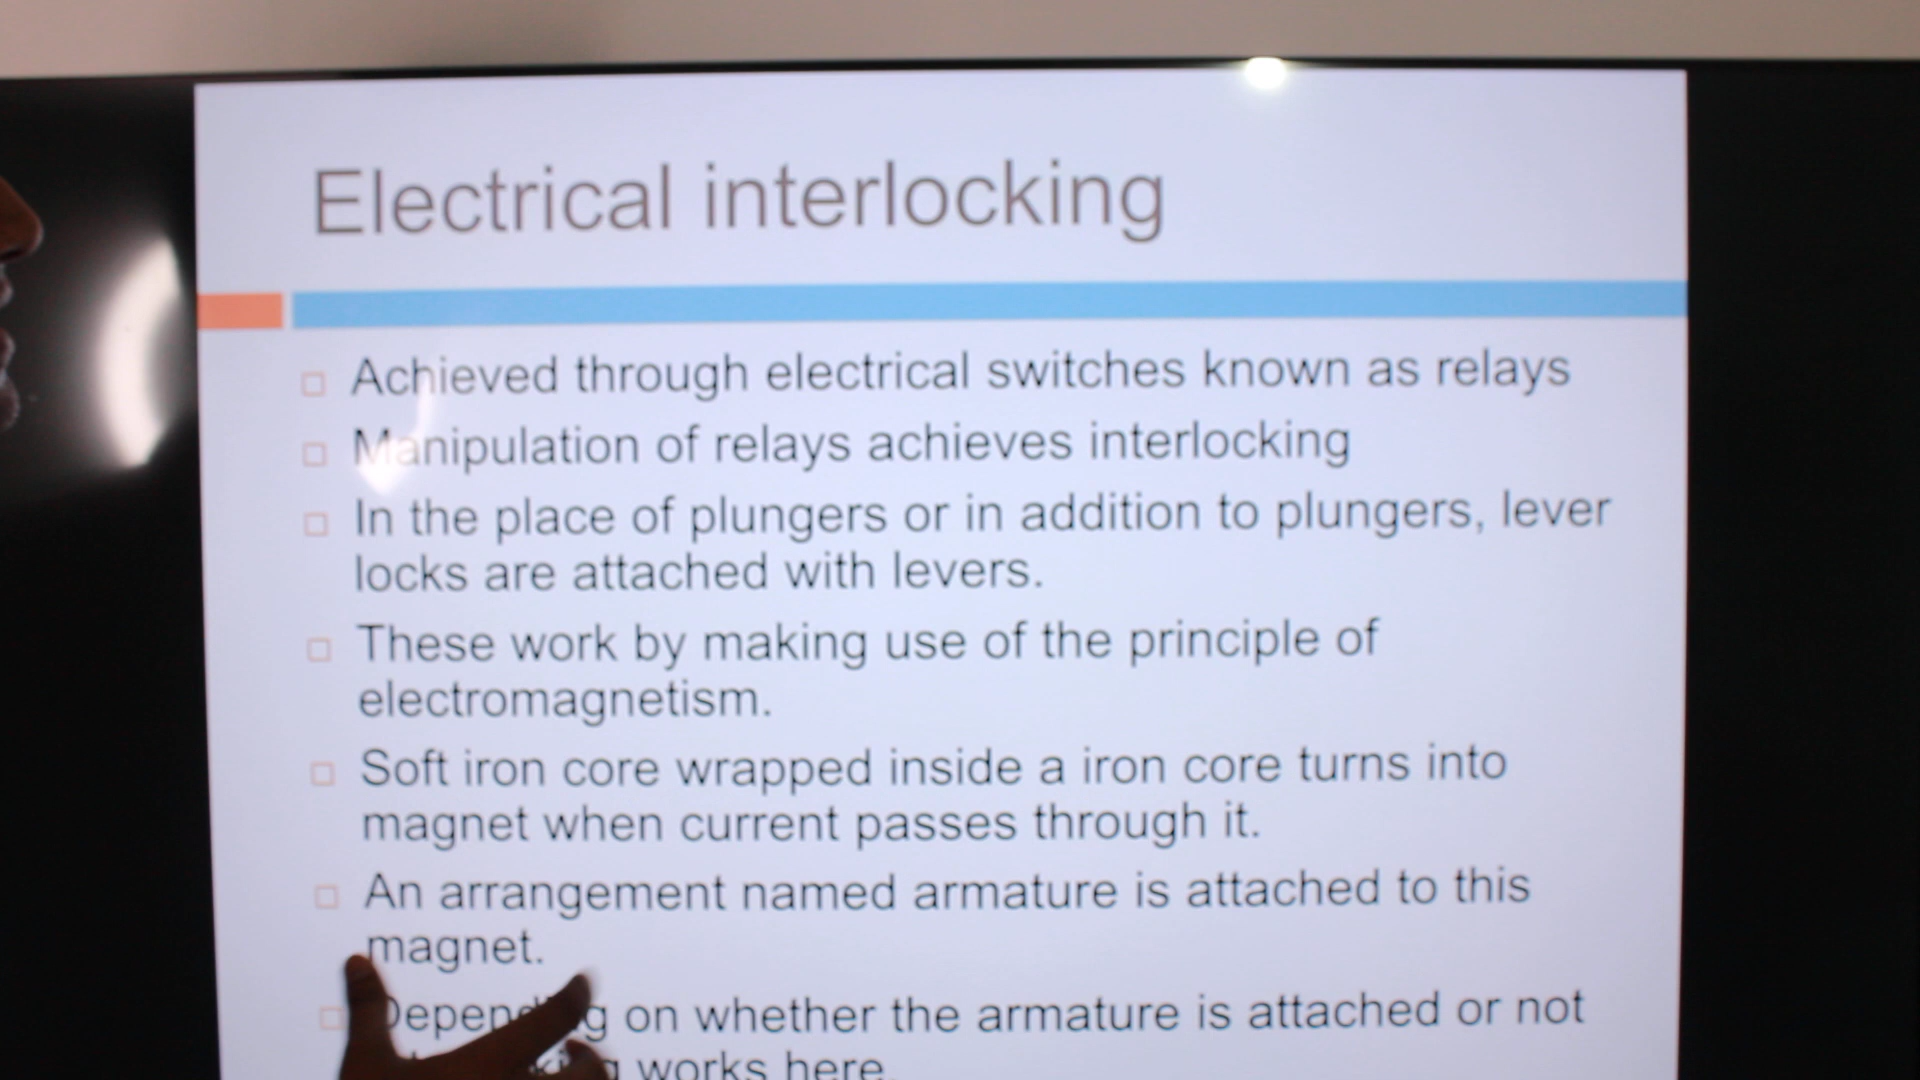 Electrical interlocking
Achieved through electrical switches known as relays
Manipulation of relays achieves interlocking
In the place of plungers or in addition to plungers, lever
locks are attached with levers.
These work by making use of the principle of
electromagnetism.
Soft iron core wrapped inside a iron core turns into
magnet when current passes through it.
An arrangement named armature is attached to this
magnet.
Depending on whether the armature is attached or not
works here.